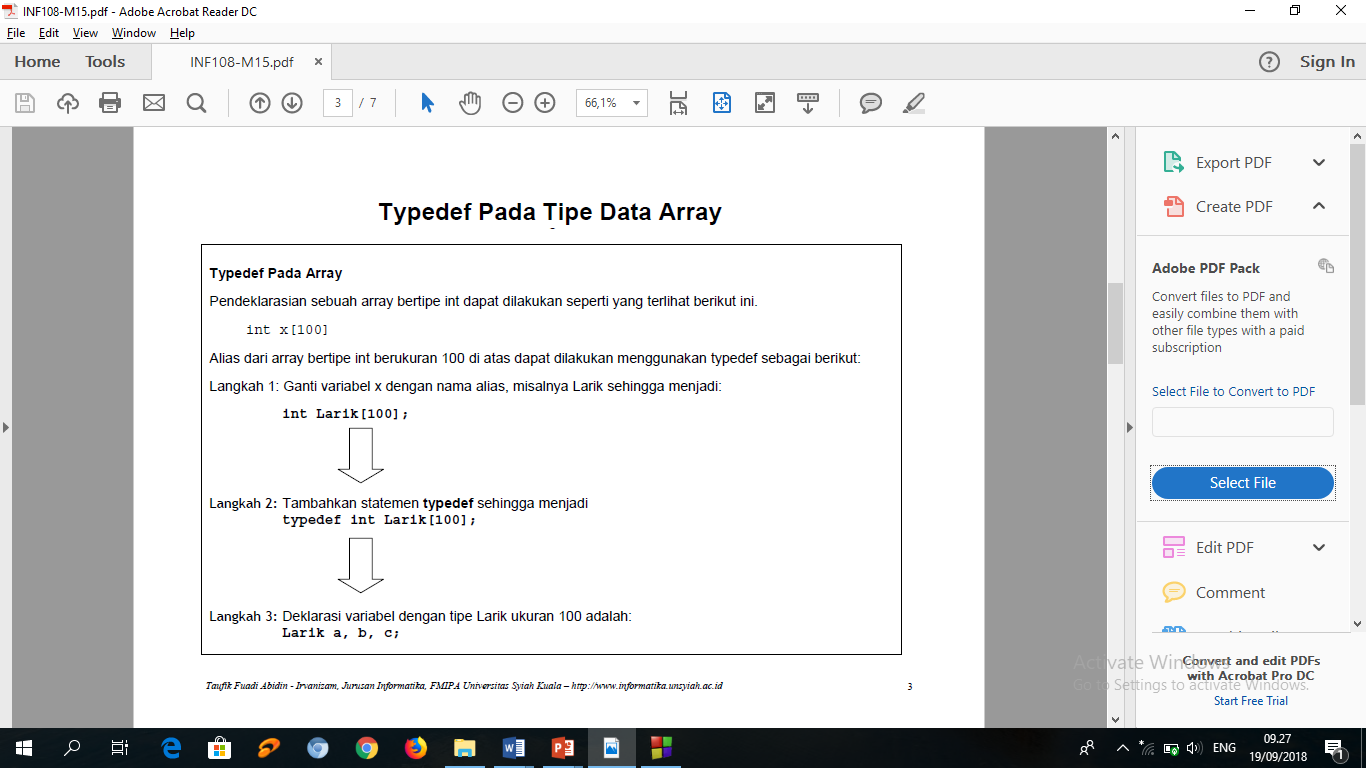 INF108-M15.pdf - Adobe Acrobat Reader DC
File Edit View Window Help
Home Tools INF108-M15.pdf × Sign In
3 / 7 66,1%
Typedef Pada Tipe Data Array
Typedef Pada Array
Pendeklarasian sebuah array bertipe int dapat dilakukan seperti yang terlihat berikut ini.
int x[100]
Alias dari array bertipe int berukuran 100 di atas dapat dilakukan menggunakan typedef sebagai berikut:
Langkah 1: Ganti variabel x dengan nama alias, misalnya Larik sehingga menjadi:
int Larik[100];
Langkah 2: Tambahkan statemen typedef sehingga menjadi
typedef int Larik[100];
Langkah 3: Deklarasi variabel dengan tipe Larik ukuran 100 adalah:
Larik a, b, c;
Taufik Fuadi Abidin - Irvanizam, Jurusan Informatika, FMIPA Universitas Syiah Kuala – http://www.informatika.unsyiah.ac.id 3
Export PDF
Create PDF
Adobe PDF Pack
Convert files to PDF and
easily combine them with
other file types with a paid
subscription
Select File to Convert to PDF
Select File
Edit PDF
Comment
Convert and edit PDFs
with Acrobat Pro DC
Start Free Trial
Activate Windows
Go to Settings to activate Windows.
ENG 09.27
19/09/2018 1